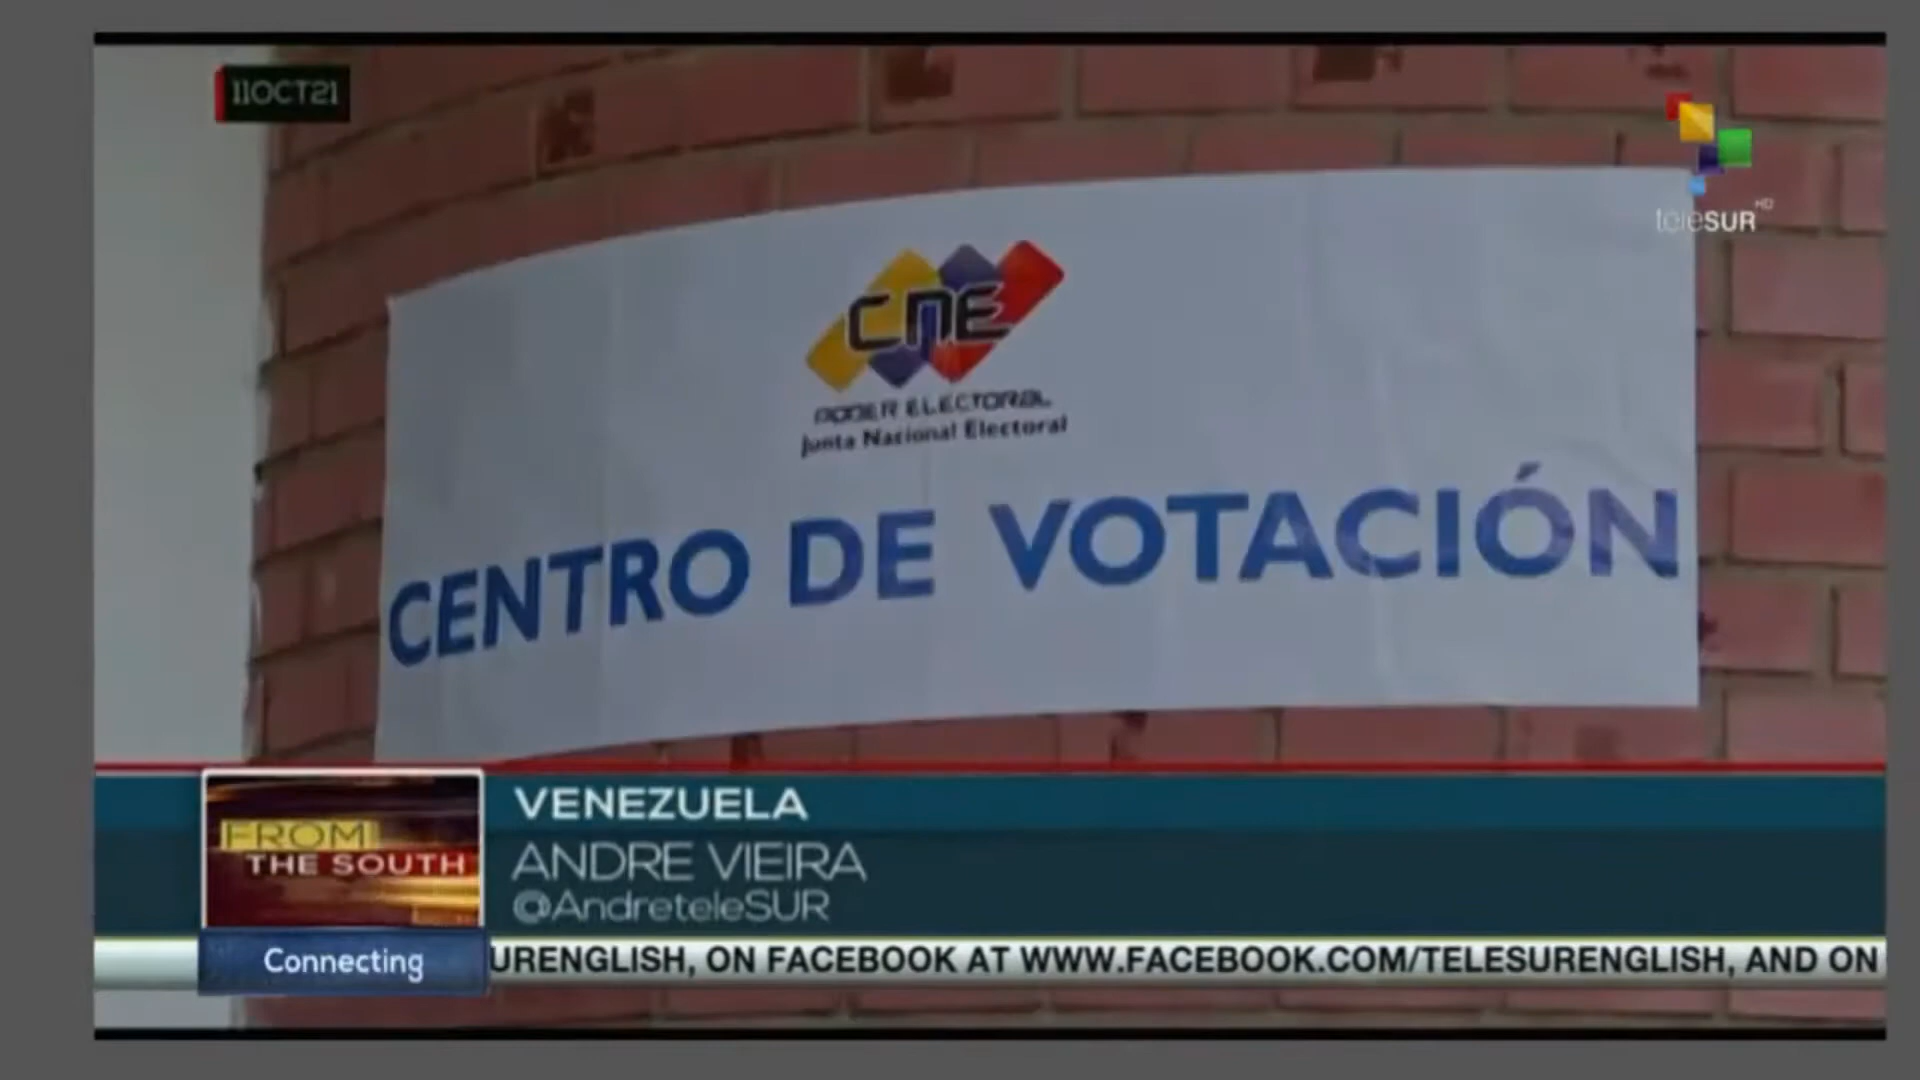 11OCT21
teleSUR HD
CNE
PODER ELECTORAL
Junta Nacional Electoral
CENTRO DE VOTACIÓN
VENEZUELA
FROM
THE SOUTH
ANDRE VIEIRA
@AndreteleSUR
Connecting
URENGLISH, ON FACEBOOK AT WWW.FACEBOOK.COM/TELESURENGLISH, AND ON